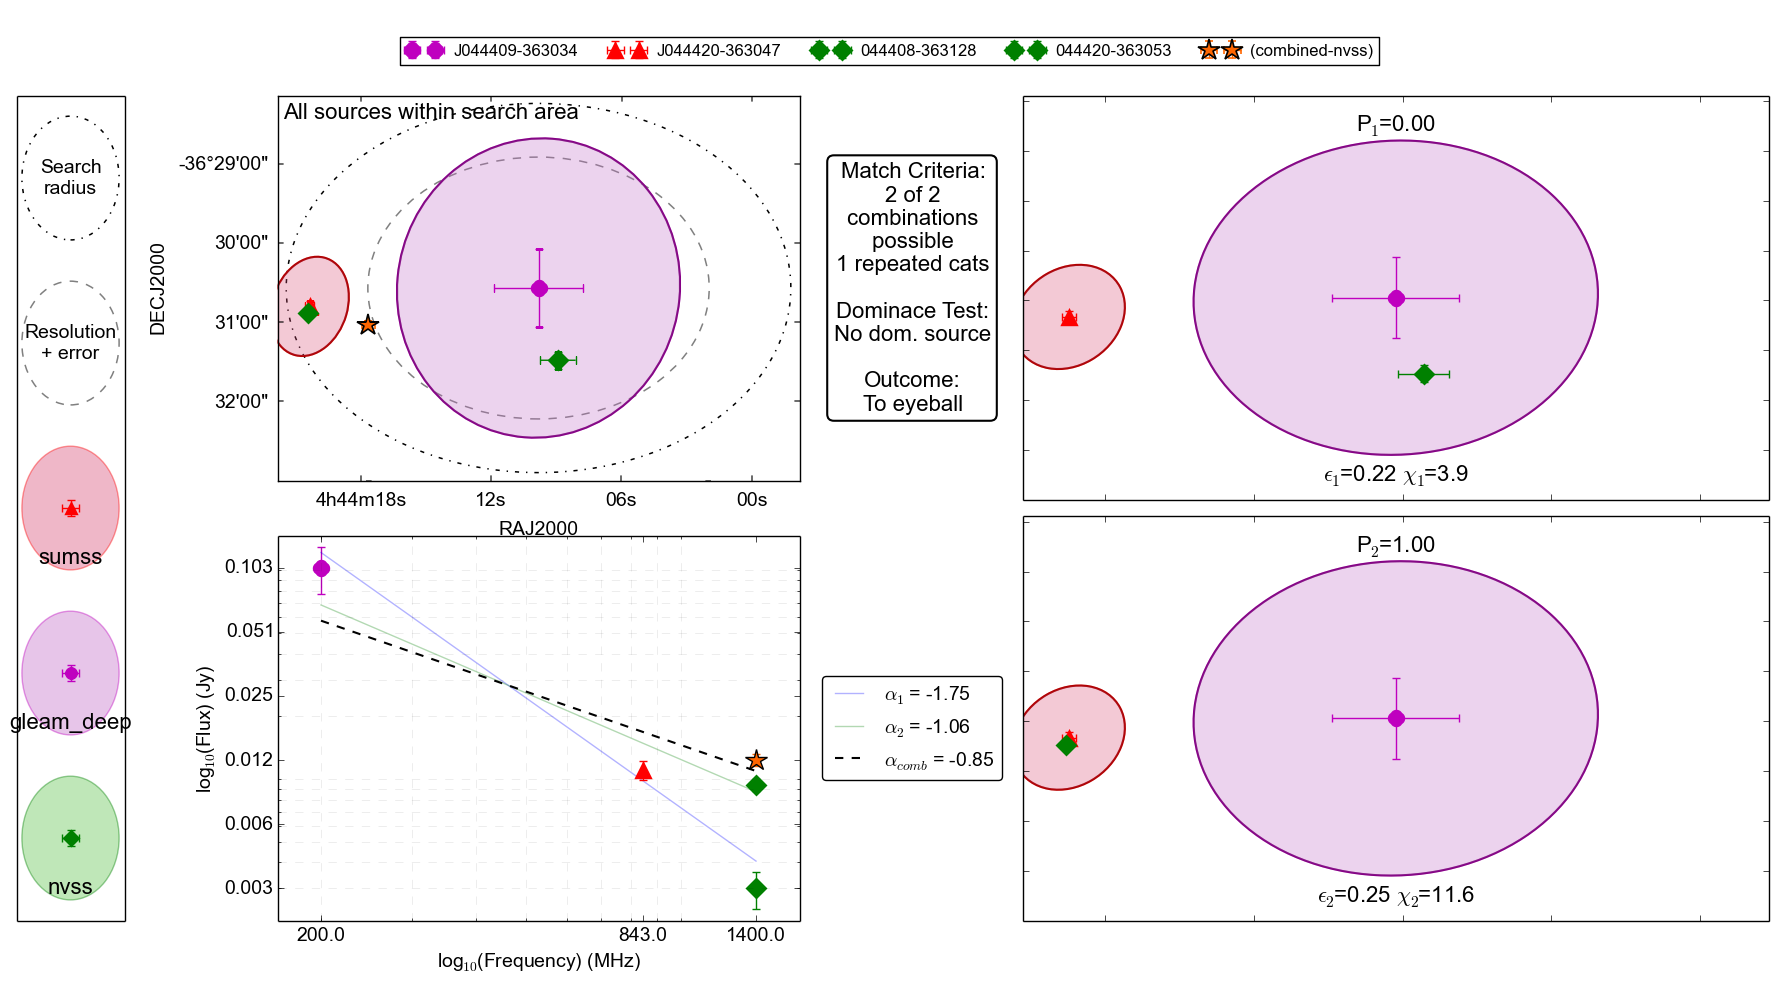 J044409-363034 J044420-363047 044408-363128 044420-363053 (combined-nvss)
Search
radius
Resolution
+ error
sumss
gleam_deep
nvss
All sources within search area
DECJ2000
-36°29'00"
30'00"
31'00"
32'00"
4h44m18s 12s 06s 00s
RAJ2000
Match Criteria:
2 of 2
combinations
possible
1 repeated cats
Dominace Test:
No dom. source
Outcome:
To eyeball
P1=0.00
ϵ1=0.22 χ1=3.9
P2=1.00
ϵ2=0.25 χ2=11.6
log10(Flux) (Jy)
0.103
0.051
0.025
0.012
0.006
0.003
200.0 843.0 1400.0
log10(Frequency) (MHz)
α1 = -1.75
α2 = -1.06
αcomb = -0.85